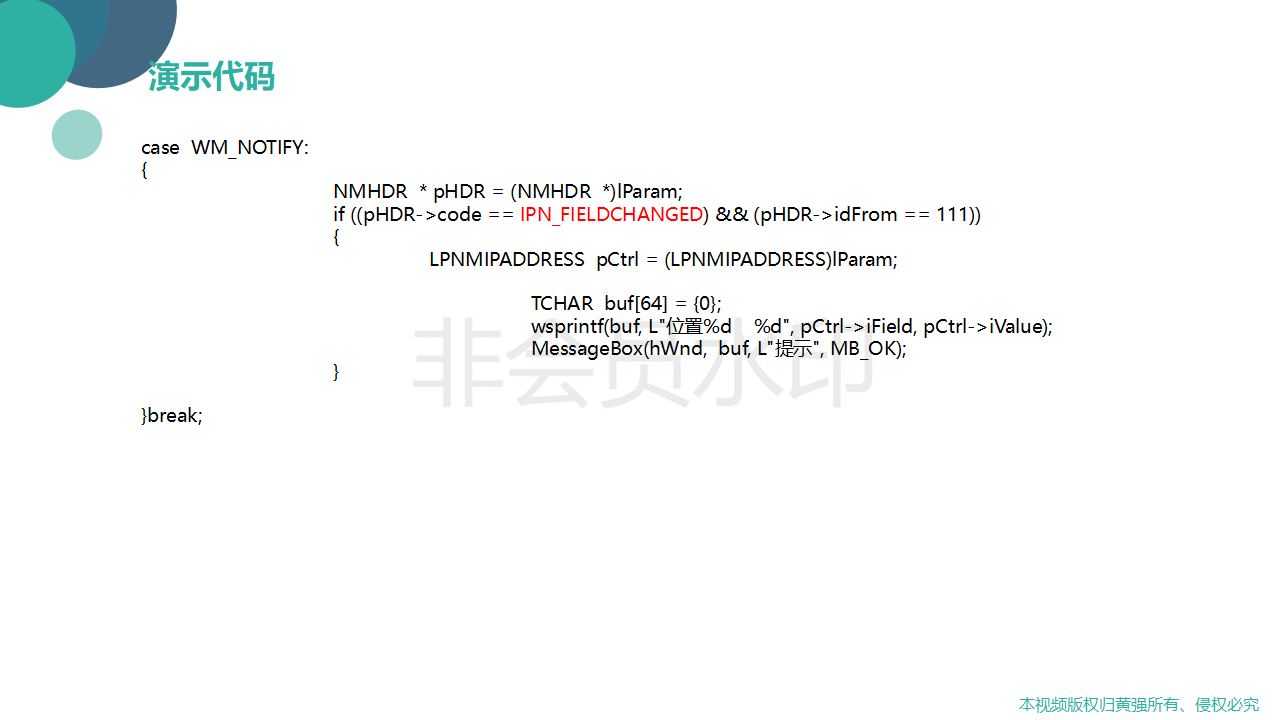 演示代码
case  WM_NOTIFY:
{
NMHDR  * pHDR = (NMHDR  *)lParam;
if ((pHDR->code == IPN_FIELDCHANGED) && (pHDR->idFrom == 111))
{
LPNMIPADDRESS  pCtrl = (LPNMIPADDRESS)lParam;
TCHAR  buf[64] = {0};
wsprintf(buf, L"位置%d    %d", pCtrl->iField, pCtrl->iValue);
MessageBox(hWnd,  buf, L"提示", MB_OK);
}
}break;
非会员水印
本视频版权归黄强所有、侵权必究